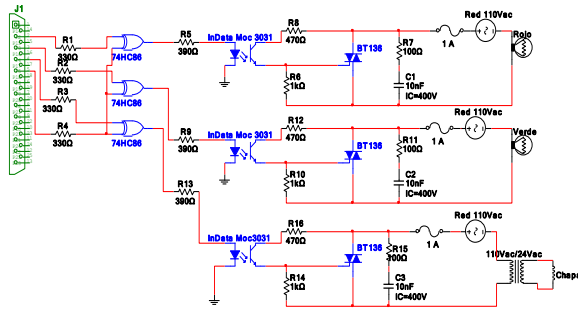 J1
R1
330Ω
R2
330Ω
R3
330Ω
R4
330Ω
74HC86
74HC86
74HC86
R5
390Ω
InData Moc 3031
R8
470Ω
R6
1kΩ
BT136
R7
100Ω
C1
10nF
IC=400V
1 A
Red 110Vac
Rojo
R9
390Ω
InData Moc 3031
R12
470Ω
R10
1kΩ
BT136
R11
100Ω
C2
10nF
IC=400V
1 A
Red 110Vac
Verde
R13
390Ω
InData Moc3031
R16
470Ω
R14
1kΩ
BT136
R15
100Ω
C3
10nF
IC=400V
1 A
Red 110Vac
110Vac/24Vac
Chapa